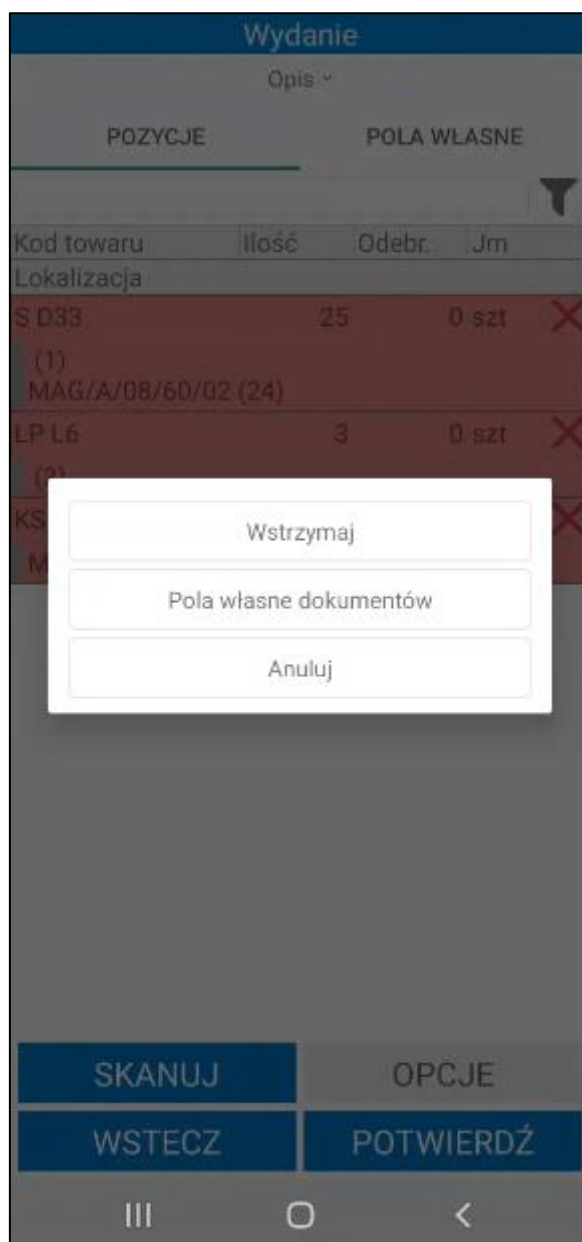 Wydanie
Opis
POZYCJE POLA WŁASNE
Kod towaru Ilość Odebr. Jm
Lokalizacja
S D33 25 0 szt
(1)
MAG/A/08/60/02 (24)
LP L6 3 0 szt
KS
M
Wstrzymaj
Pola własne dokumentów
Anuluj
SKANUJ OPCJE
WSTECZ POTWIERDŹ